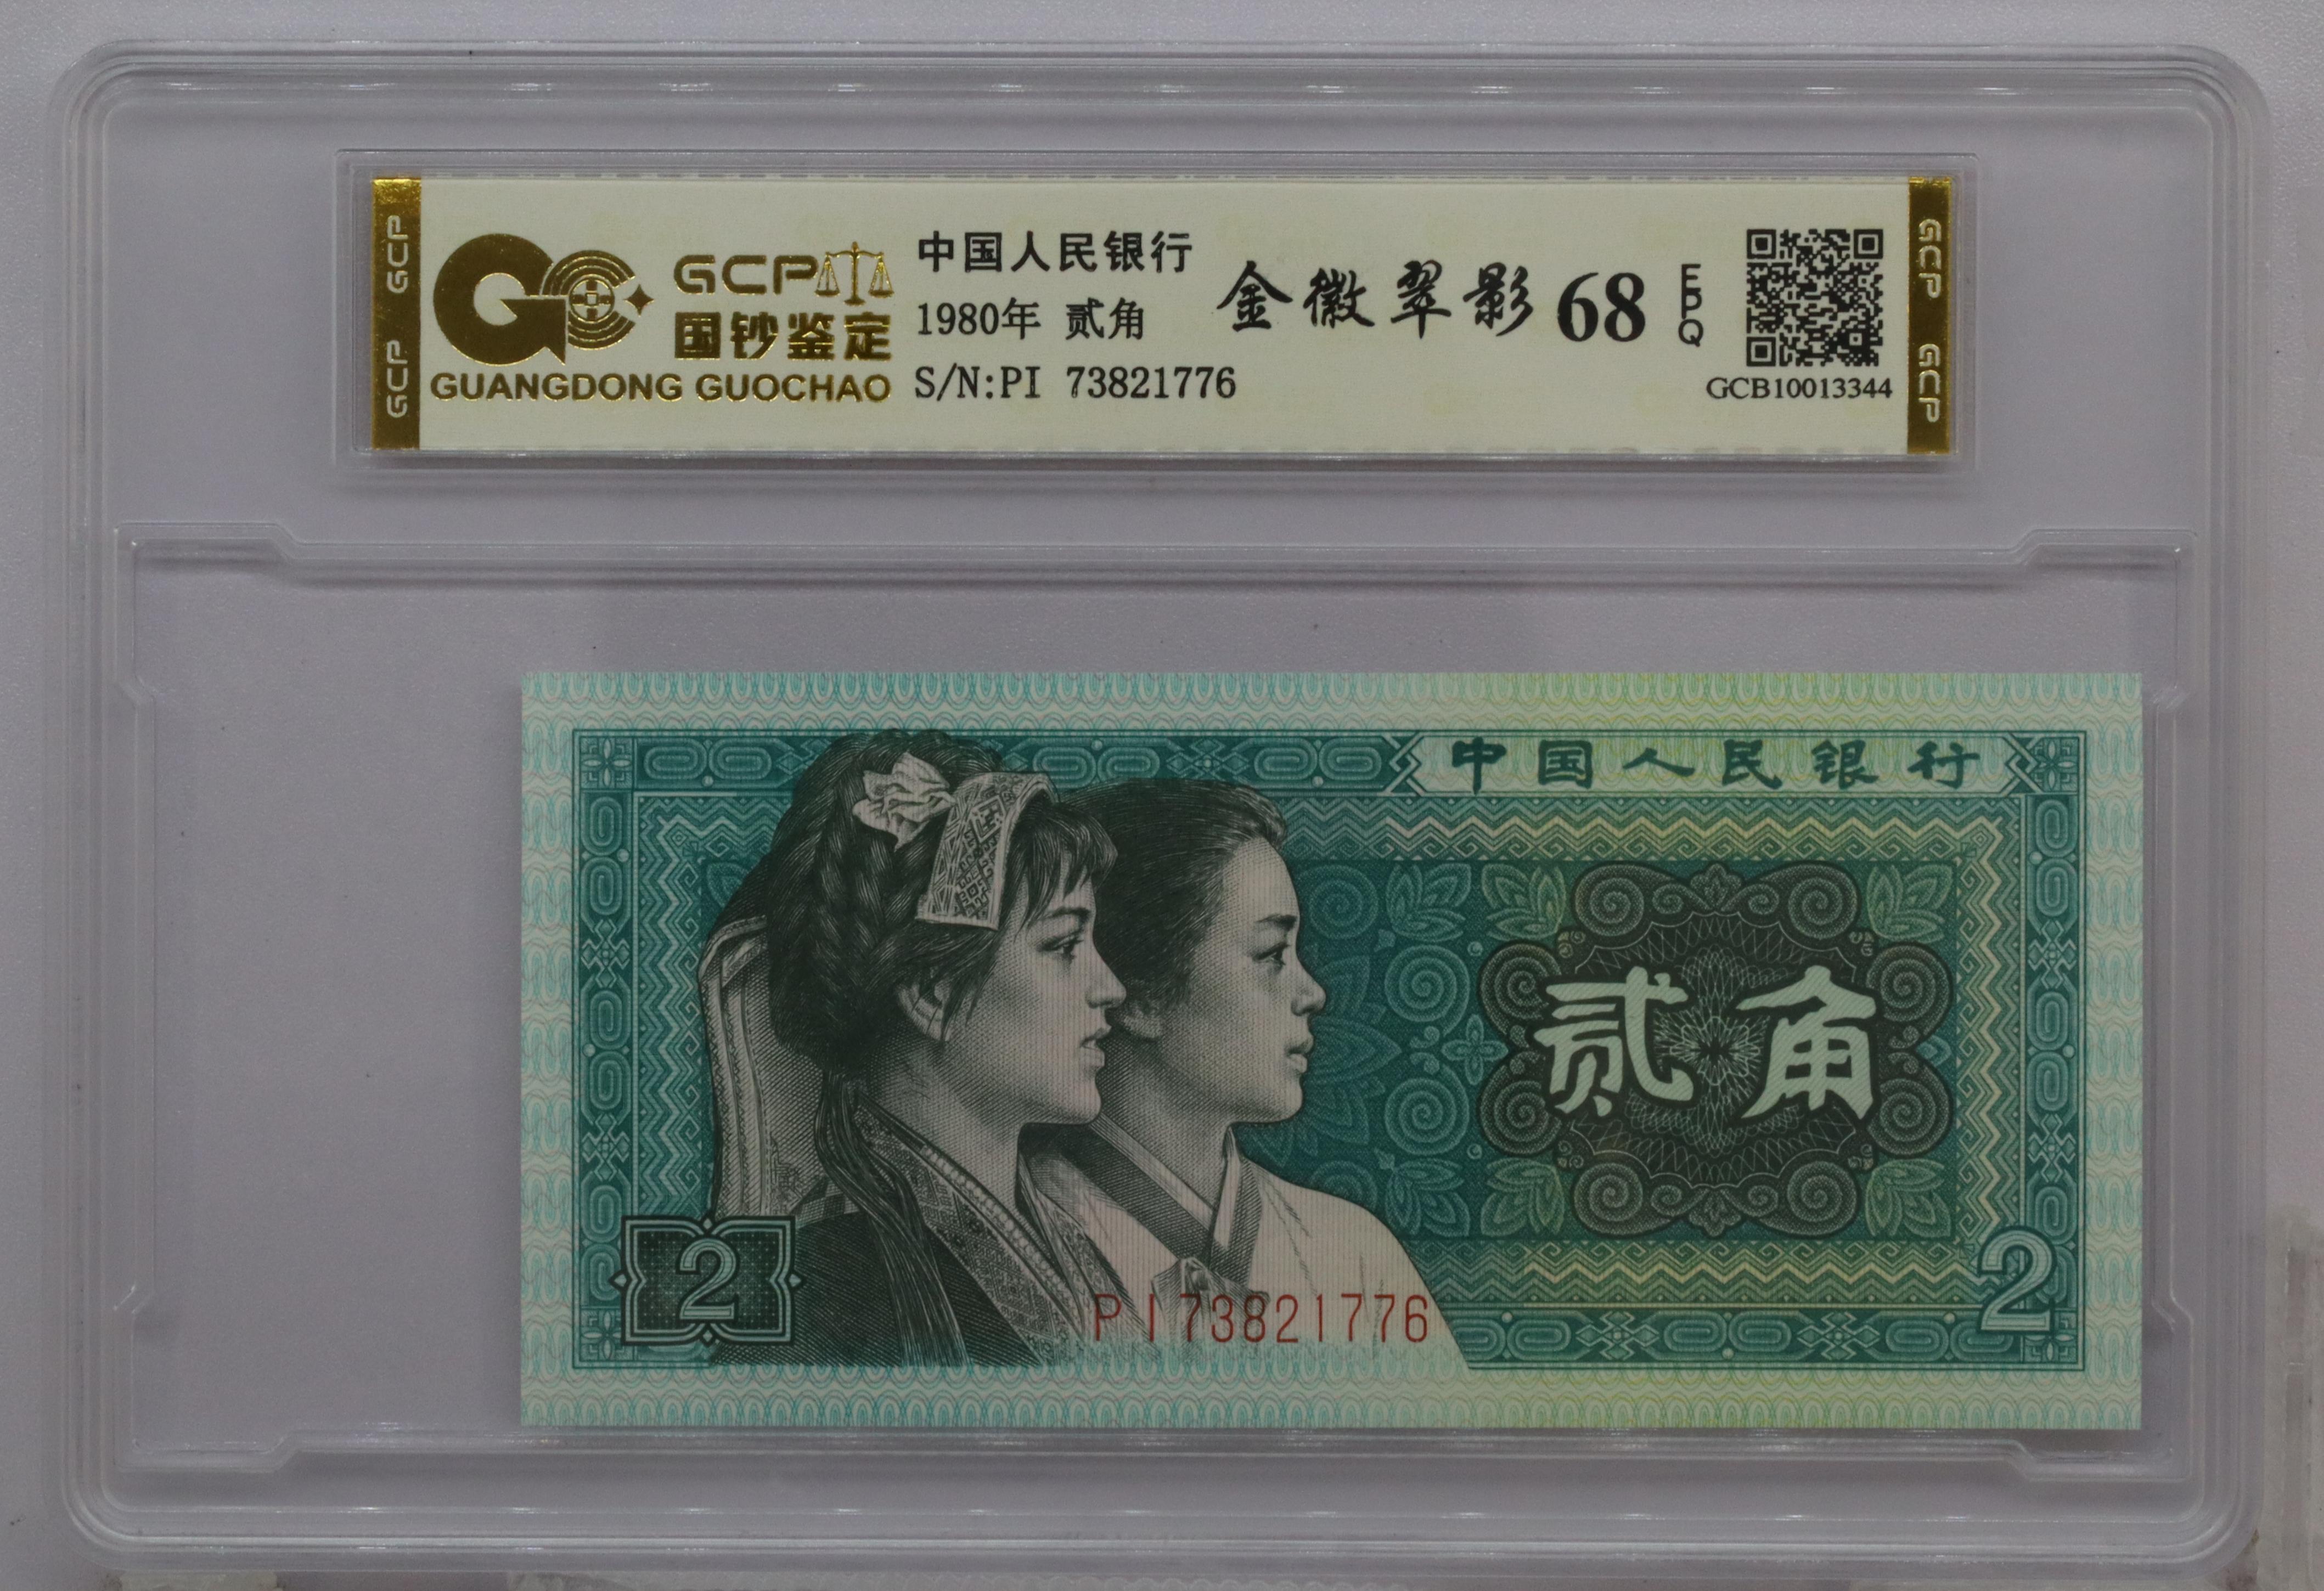 GCP GCP
GCP
国钞鉴定
GUANGDONG GUOCHAO
中国人民银行
1980年 贰角
S/N:PI 73821776
金徽翠影 68 EPQ
GCB10013344
GCP GCP
中国人民银行
贰角
2
PI73821776
2